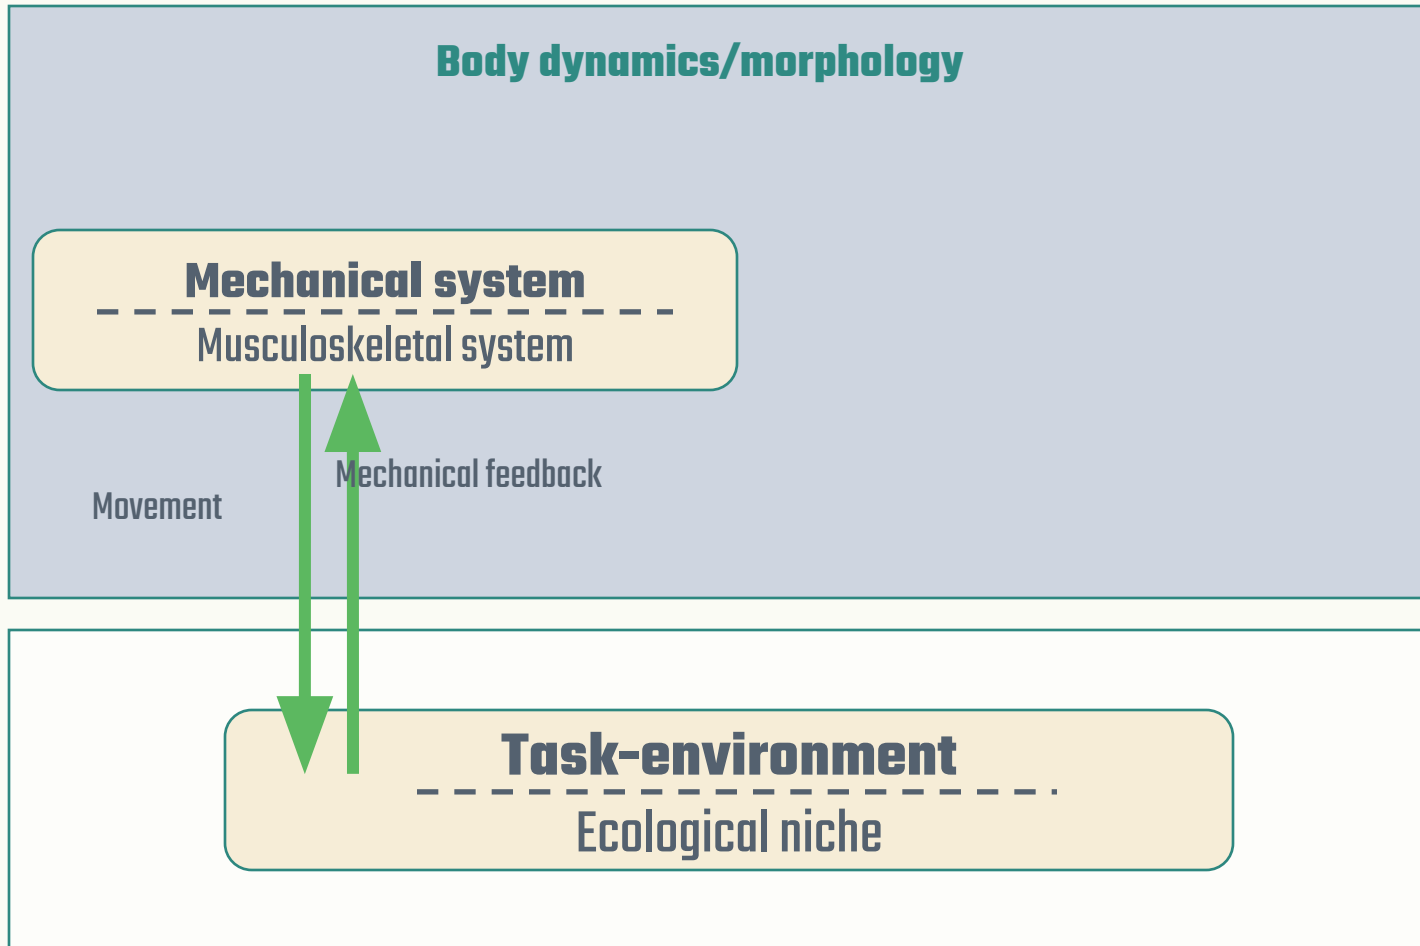 Body dynamics/morphology
Mechanical system
Musculoskeletal system
Mechanical feedback
Movement
Task-environment
Ecological niche